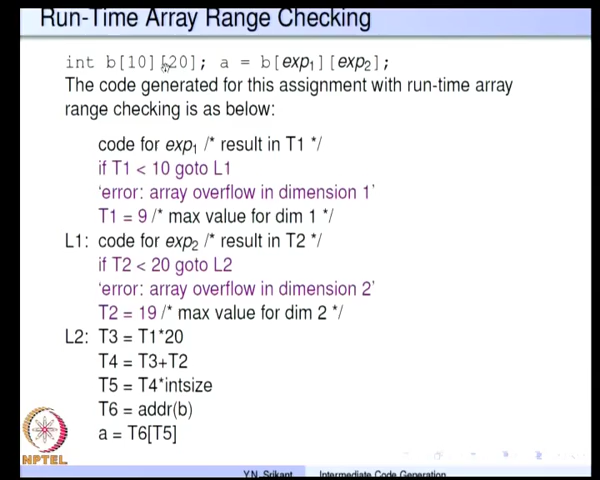 Run-Time Array Range Checking
int b[10][20]; a = b[exp1][exp2];
The code generated for this assignment with run-time array
range checking is as below:
code for exp1 /* result in T1 */
if T1 < 10 goto L1
'error: array overflow in dimension 1'
T1 = 9 /* max value for dim 1 */
L1: code for exp2 /* result in T2 */
if T2 < 20 goto L2
'error: array overflow in dimension 2'
T2 = 19 /* max value for dim 2 */
L2: T3 = T1*20
T4 = T3+T2
T5 = T4*intsize
T6 = addr(b)
a = T6[T5]
NPTEL
Y.N. Srikant Intermediate Code Generation